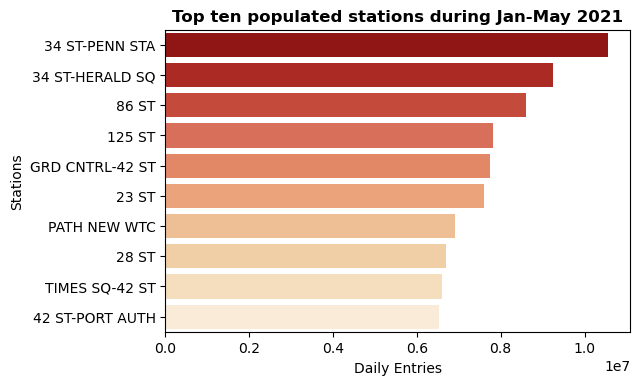 Top ten populated stations during Jan-May 2021
Stations
34 ST-PENN STA
34 ST-HERALD SQ
86 ST
125 ST
GRD CNTRL-42 ST
23 ST
PATH NEW WTC
28 ST
TIMES SQ-42 ST
42 ST-PORT AUTH
0.0 0.2 0.4 0.6 0.8 1.0
1e7
Daily Entries